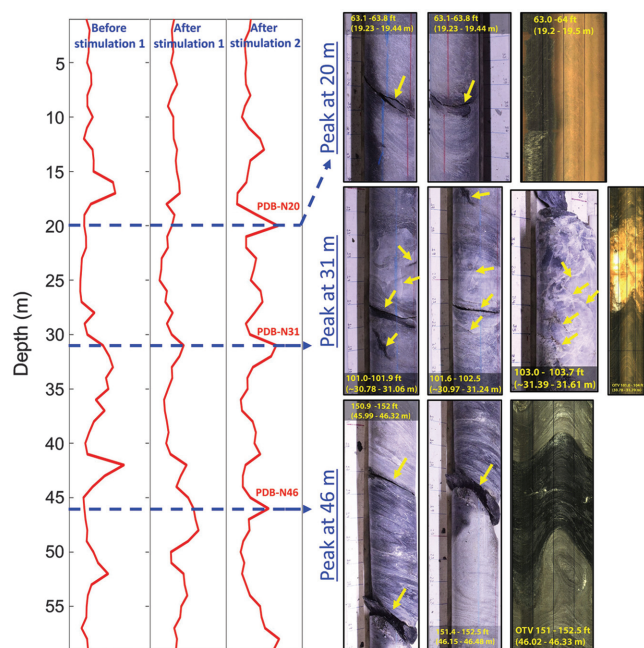 Before stimulation 1
After stimulation 1
After stimulation 2
Depth (m)
5
10
15
20
25
30
35
40
45
50
55
PDB-N20
PDB-N31
PDB-N46
Peak at 20 m
63.1-63.8 ft
(19.23 - 19.44 m)
63.1-63.8 ft
(19.23 - 19.44 m)
63.0 -64 ft
(19.2 - 19.5 m)
Peak at 31 m
101.0-101.9 ft
(~30.78 - 31.06 m)
101.6 - 102.5
(~30.97 - 31.24 m)
103.0 - 103.7 ft
(~31.39 - 31.61 m)
Peak at 46 m
150.9 -152 ft
(45.99 - 46.32 m)
151.4 - 152.5 ft
(46.15 - 46.48 m)
OTV 151 - 152.5 ft
(46.02 - 46.33 m)